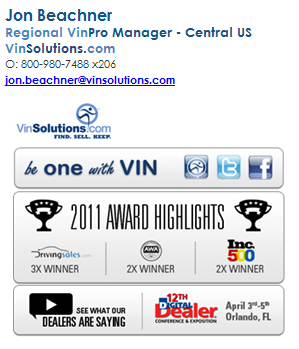 Jon Beachner
Regional VinPro Manager - Central US
VinSolutions.com
O: 800-980-7488 x206
jon.beachner@vinsolutions.com
VinSolutions.com
FIND. SELL. KEEP.
be one with VIN
2011 AWARD HIGHLIGHTS
Drivingsales.com
AWA
Inc. 500
3X WINNER
2X WINNER
2X WINNER
SEE WHAT OUR
DEALERS ARE SAYING
12TH
DIGITAL
Dealer
CONFERENCE & EXPOSITION
April 3rd-5th
Orlando, FL